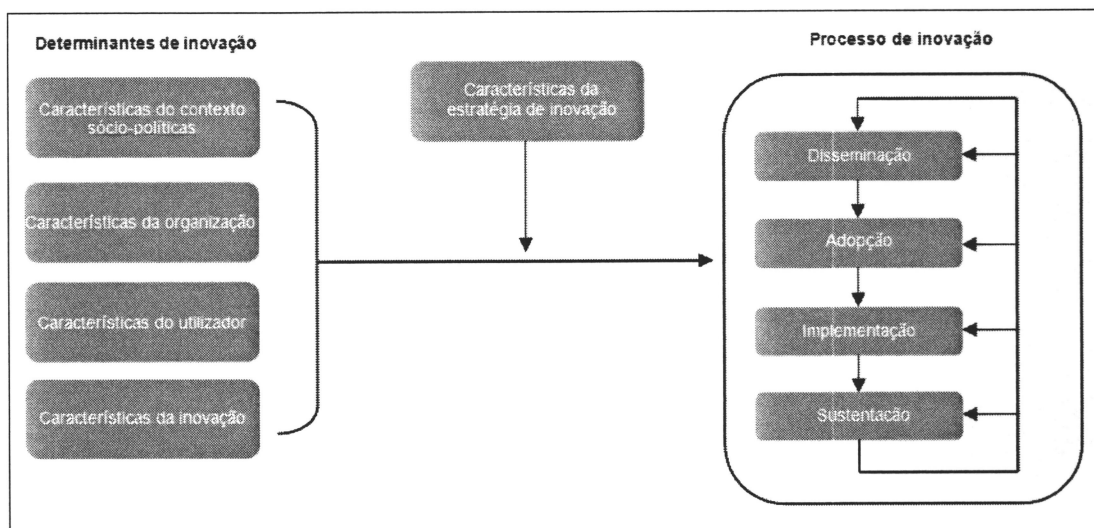 Determinantes de inovação
Processo de inovação
Características do contexto
sócio-políticas
Características da organização
Características do utilizador
Características da inovação
Características da
estratégia de inovação
Disseminação
Adopção
Implementação
Sustentação